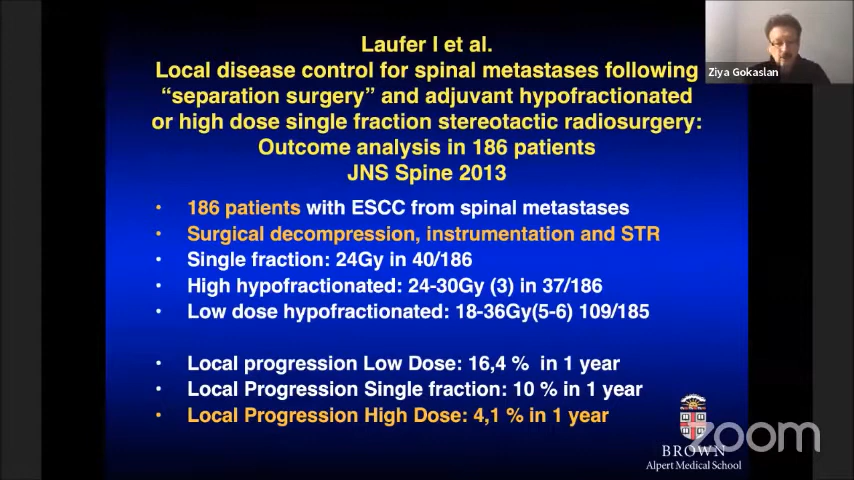 Laufer I et al.
Local disease control for spinal metastases following
“separation surgery” and adjuvant hypofractionated
or high dose single fraction stereotactic radiosurgery:
Outcome analysis in 186 patients
JNS Spine 2013
Ziya Gokaslan
• 186 patients with ESCC from spinal metastases
• Surgical decompression, instrumentation and STR
• Single fraction: 24Gy in 40/186
• High hypofractionated: 24-30Gy (3) in 37/186
• Low dose hypofractionated: 18-36Gy(5-6) 109/185
• Local progression Low Dose: 16,4 % in 1 year
• Local Progression Single fraction: 10 % in 1 year
• Local Progression High Dose: 4,1 % in 1 year
zoom
BROWN
Alpert Medical School